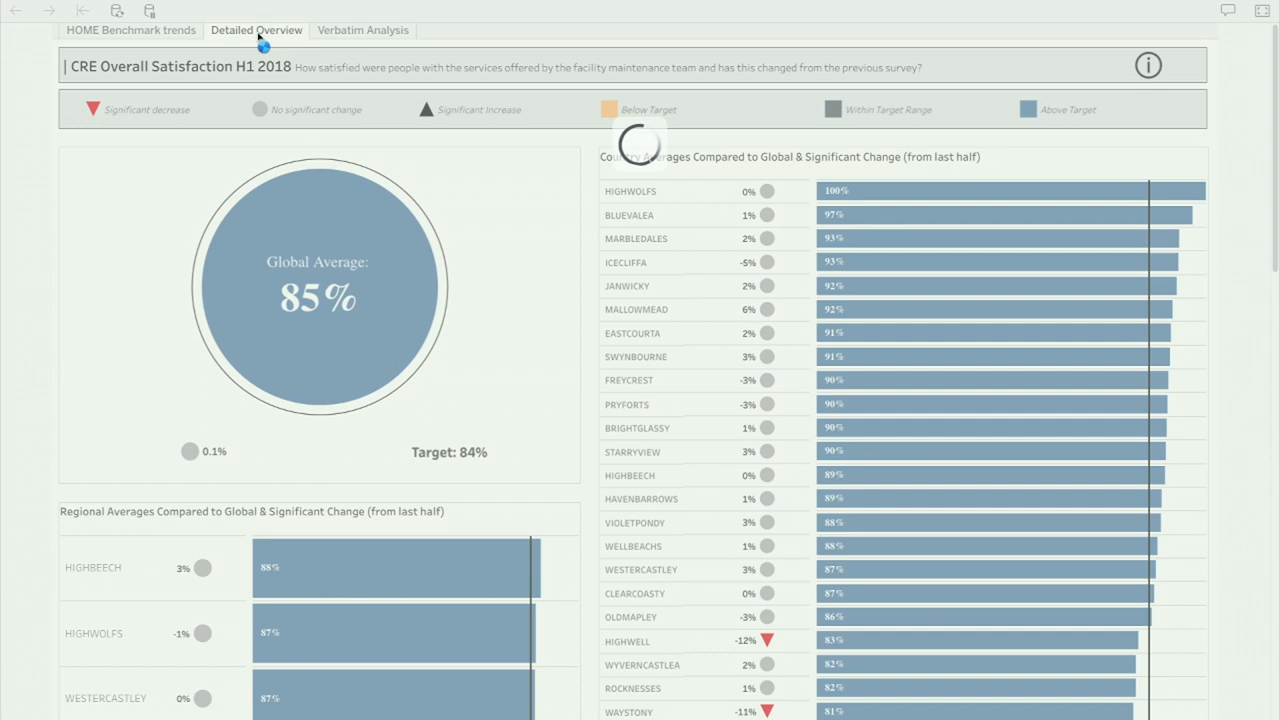 HOME Benchmark trends Detailed Overview Verbatim Analysis
| CRE Overall Satisfaction H1 2018 How satisfied were people with the services offered by the facility maintenance team and has this changed from the previous survey?
Significant decrease No significant change Significant Increase Below Target Within Target Range Above Target
Global Average:
85%
0.1% Target: 84%
Regional Averages Compared to Global & Significant Change (from last half)
HIGHBEECH 3% 88%
HIGHWOLFS -1% 87%
WESTERCASTLEY 0% 87%
Country Averages Compared to Global & Significant Change (from last half)
HIGHWOLFS 0% 100%
BLUEVALEA 1% 97%
MARBLEDALES 2% 93%
ICECLIFFA -5% 93%
JANWICKY 2% 92%
MALLOWMEAD 6% 92%
EASTCOURTA 2% 91%
SWYNBOURNE 3% 91%
FREYCREST -3% 90%
PRYFORTS -3% 90%
BRIGHTGLASSY 1% 90%
STARRYVIEW 3% 90%
HIGHBEECH 0% 89%
HAVENBARROWS 1% 89%
VIOLETPONDY 3% 88%
WELLBEACHS 1% 88%
WESTERCASTLEY 3% 87%
CLEARCOASTY 0% 87%
OLDMAPLEY -3% 86%
HIGHWELL -12% 83%
WYVERNCASTLEA 2% 82%
ROCKNESSES 1% 82%
WAYSTONY -11% 81%